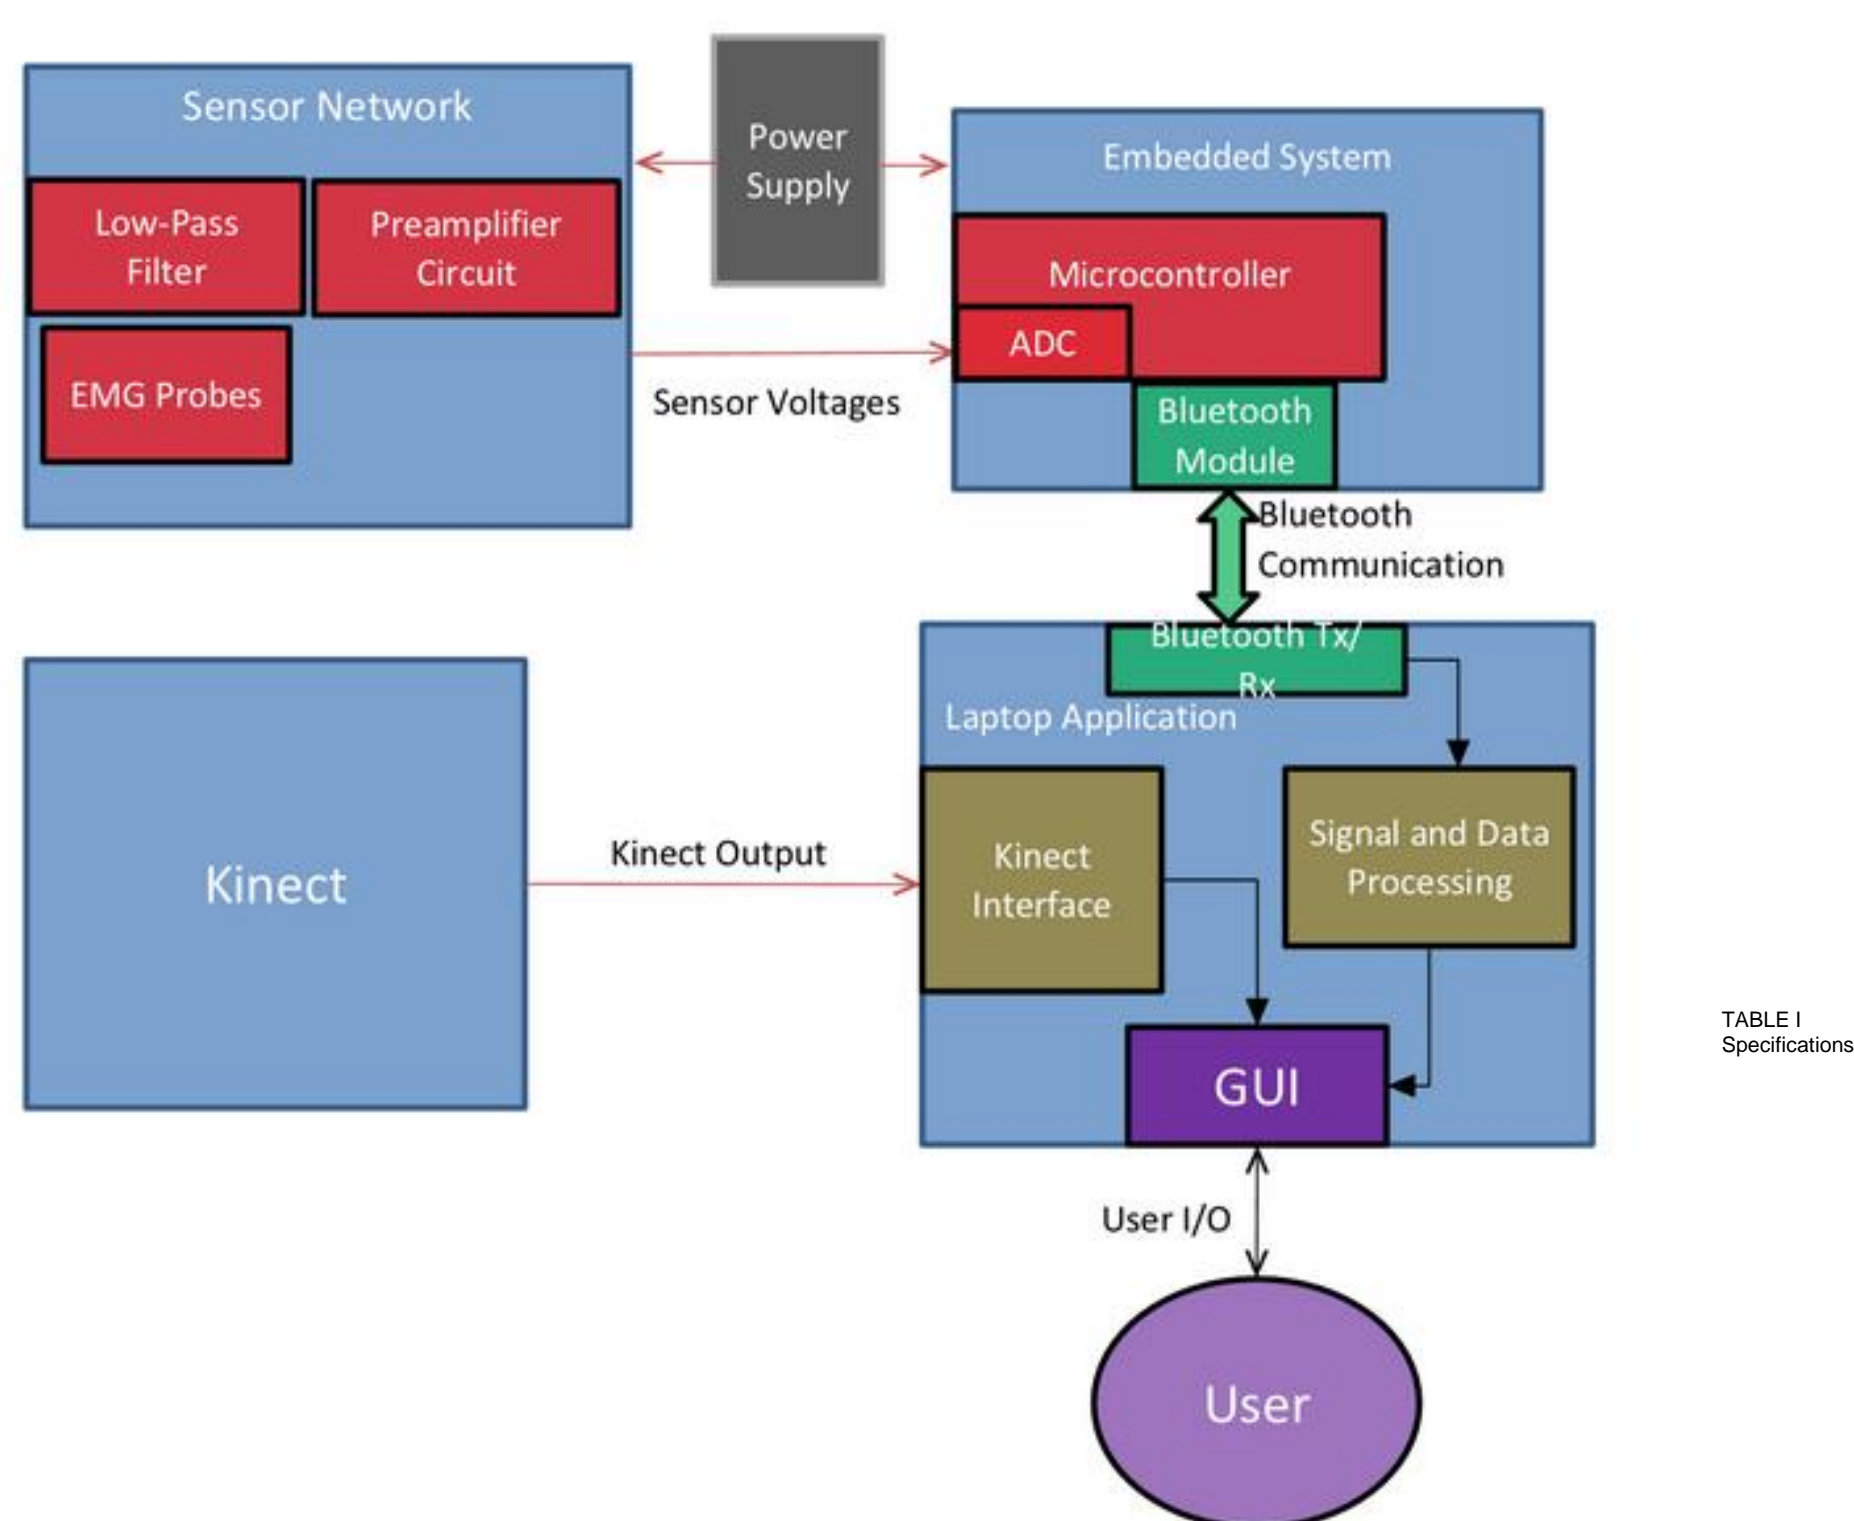 Sensor Network
Low-Pass
Filter
Preamplifier
Circuit
EMG Probes
Power
Supply
Sensor Voltages
Embedded System
Microcontroller
ADC
Bluetooth
Module
Bluetooth
Communication
Bluetooth Tx/
Rx
Laptop Application
Kinect
Kinect Output
Kinect
Interface
Signal and Data
Processing
GUI
User I/O
User
TABLE I
Specifications